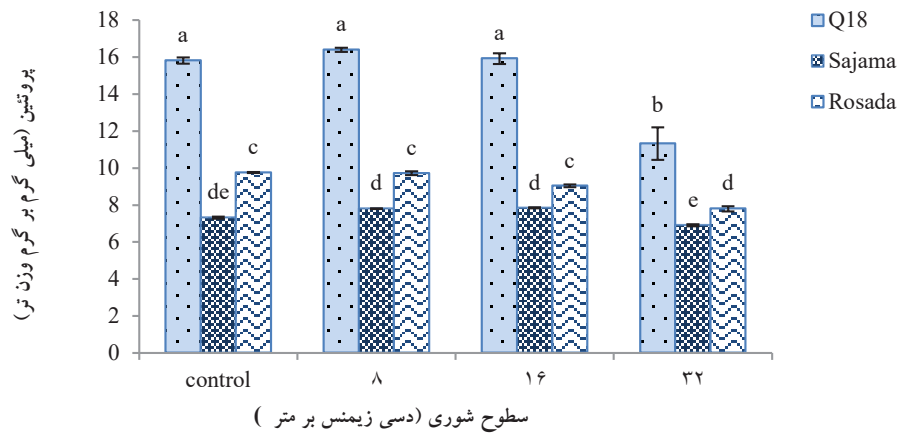 18
16
14
12
10
8
6
4
2
0
پروتئین (میلی گرم بر گرم وزن تر)
a
de
c
a
d
c
a
d
c
b
e
d
control
۸
۱۶
۳۲
سطوح شوری (دسی زیمنس بر متر )
Q18
Sajama
Rosada